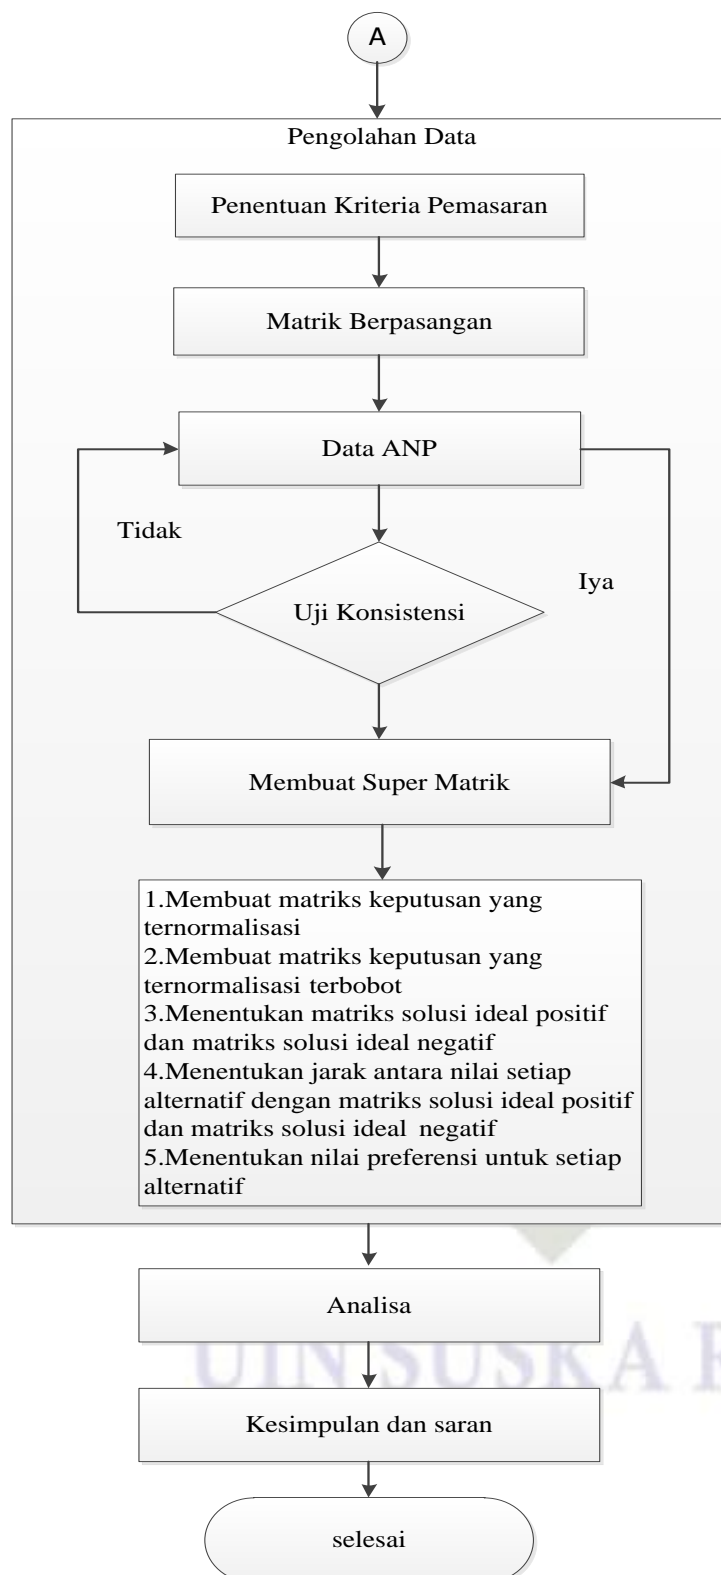 A
Pengolahan Data
Penentuan Kriteria Pemasaran
Matrik Berpasangan
Data ANP
Tidak
Iya
Uji Konsistensi
Membuat Super Matrik
1.Membuat matriks keputusan yang
ternormalisasi
2.Membuat matriks keputusan yang
ternormalisasi terbobot
3.Menentukan matriks solusi ideal positif
dan matriks solusi ideal negatif
4.Menentukan jarak antara nilai setiap
alternatif dengan matriks solusi ideal positif
dan matriks solusi ideal negatif
5.Menentukan nilai preferensi untuk setiap
alternatif
Analisa
UIN SUSKA
Kesimpulan dan saran
selesai